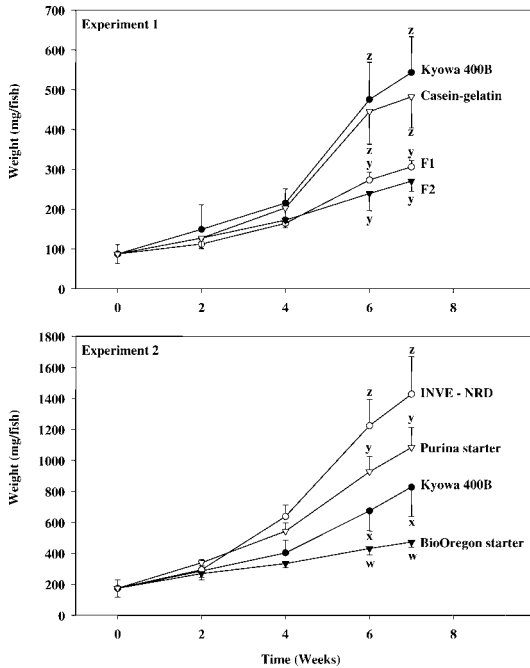 Experiment 1
700
600
500
400
300
200
100
0
Weight (mg/fish)
z
z
Kyowa 400B
Casein-gelatin
z
z
y
y
F1
F2
y
y
0
2
4
6
8
Experiment 2
1800
1600
1400
1200
1000
800
600
400
200
0
Weight (mg/fish)
z
z
INVE - NRD
y
y
Purina starter
Kyowa 400B
x
x
BioOregon starter
w
w
0
2
4
6
8
Time (Weeks)